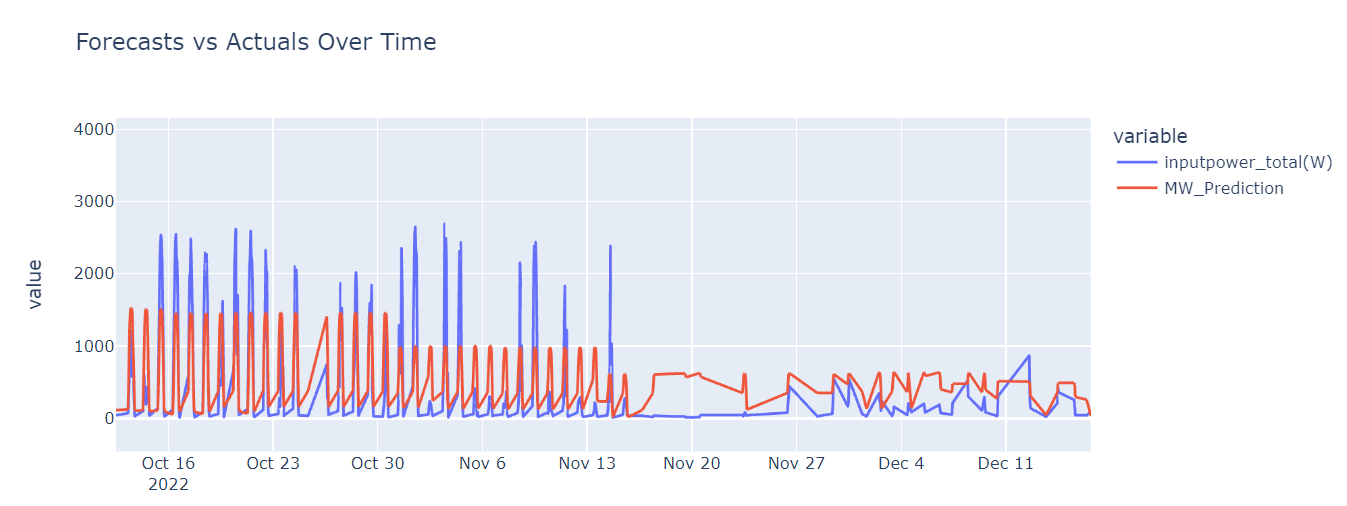 Forecasts vs Actuals Over Time
variable
inputpower_total(W)
MW_Prediction
value
4000
3000
2000
1000
0
Oct 16
2022
Oct 23
Oct 30
Nov 6
Nov 13
Nov 20
Nov 27
Dec 4
Dec 11